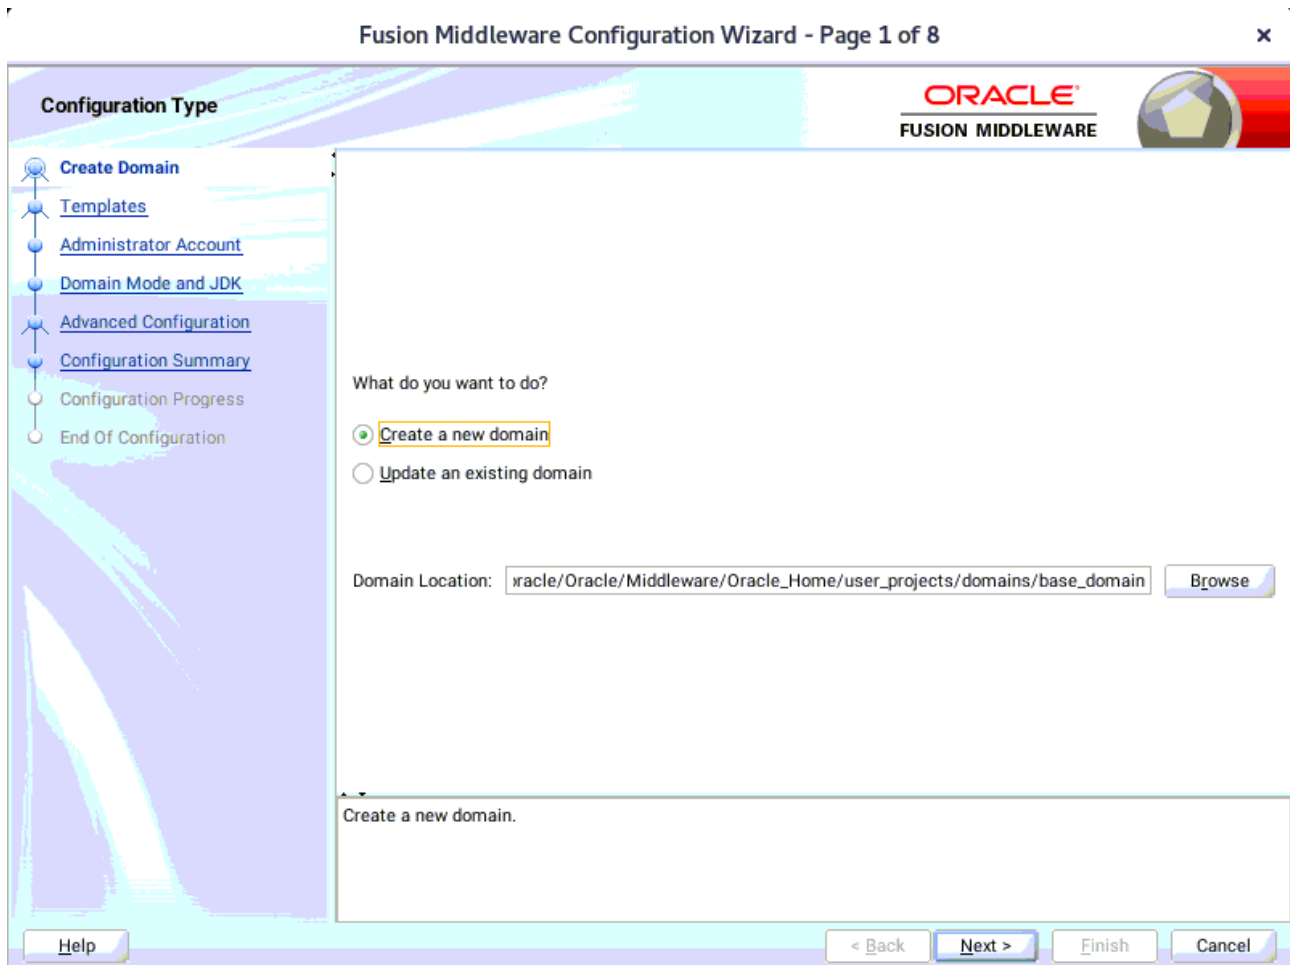 Fusion Middleware Configuration Wizard - Page 1 of 8
Configuration Type
ORACLE
FUSION MIDDLEWARE
Create Domain
Templates
Administrator Account
Domain Mode and JDK
Advanced Configuration
Configuration Summary
Configuration Progress
End Of Configuration
What do you want to do?
Create a new domain
Update an existing domain
Domain Location: racle/Oracle/Middleware/Oracle_Home/user_projects/domains/base_domain Browse
Create a new domain.
Help < Back Next > Finish Cancel